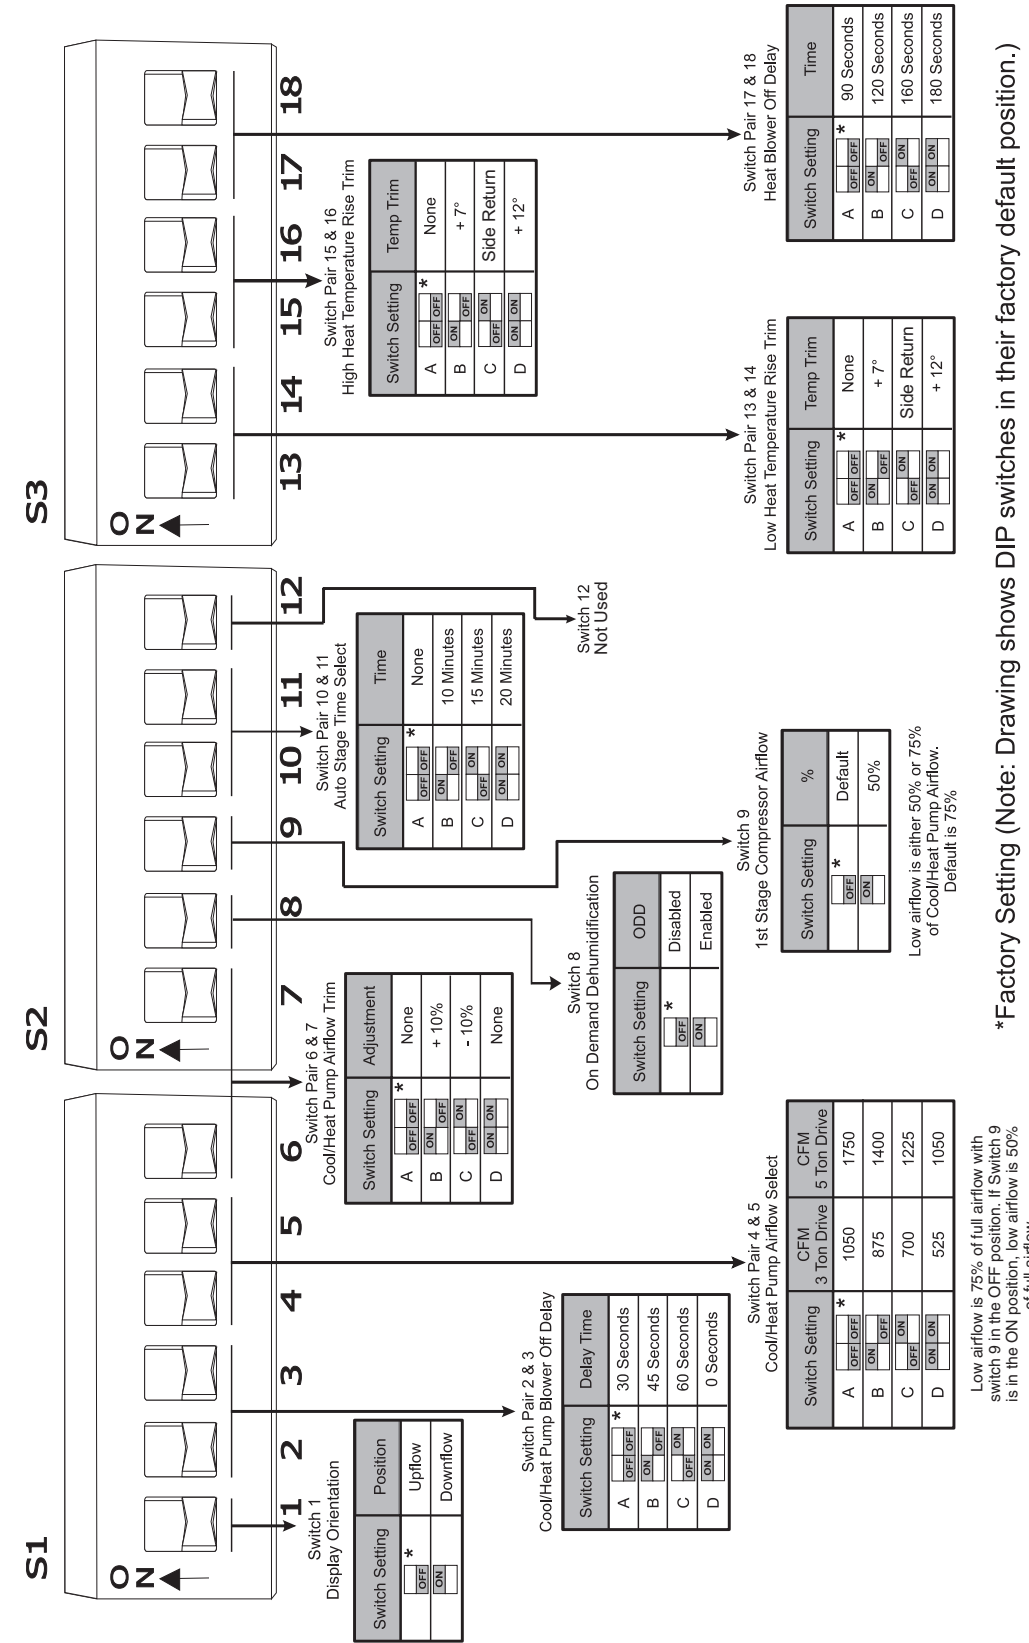 S1
S2
S3
ON
ON
ON
1 2 3 4 5 6
7 8 9 10 11 12
13 14 15 16 17 18
Switch 1
Display Orientation
Switch Setting Position
OFF * Upflow
ON Downflow
Switch Pair 2 & 3
Cool/Heat Pump Blower Off Delay
Switch Setting Delay Time
A OFF OFF * 30 Seconds
B ON OFF 45 Seconds
C OFF ON 60 Seconds
D ON ON 0 Seconds
Switch Pair 4 & 5
Cool/Heat Pump Airflow Select
Switch Setting CFM 3 Ton Drive CFM 5 Ton Drive
A OFF OFF * 1050 1750
B ON OFF 875 1400
C OFF ON 700 1225
D ON ON 525 1050
Low airflow is 75% of full airflow with
switch 9 in the OFF position. If Switch 9
is in the ON position, low airflow is 50%
of full airflow
Switch Pair 6 & 7
Cool/Heat Pump Airflow Trim
Switch Setting Adjustment
A OFF OFF * None
B ON OFF + 10%
C OFF ON - 10%
D ON ON None
Switch 8
On Demand Dehumidification
Switch Setting ODD
OFF * Disabled
ON Enabled
Switch 9
1st Stage Compressor Airflow
Switch Setting %
OFF * Default
ON 50%
Low airflow is either 50% or 75%
of Cool/Heat Pump Airflow.
Default is 75%
Switch Pair 10 & 11
Auto Stage Time Select
Switch Setting Time
A OFF OFF * None
B ON OFF 10 Minutes
C OFF ON 15 Minutes
D ON ON 20 Minutes
Switch 12
Not Used
Switch Pair 13 & 14
Low Heat Temperature Rise Trim
Switch Setting Temp Trim
A OFF OFF * None
B ON OFF + 7°
C OFF ON Side Return
D ON ON + 12°
Switch Pair 15 & 16
High Heat Temperature Rise Trim
Switch Setting Temp Trim
A OFF OFF * None
B ON OFF + 7°
C OFF ON Side Return
D ON ON + 12°
Switch Pair 17 & 18
Heat Blower Off Delay
Switch Setting Time
A OFF OFF * 90 Seconds
B ON OFF 120 Seconds
C OFF ON 160 Seconds
D ON ON 180 Seconds
*Factory Setting (Note: Drawing shows DIP switches in their factory default position.)